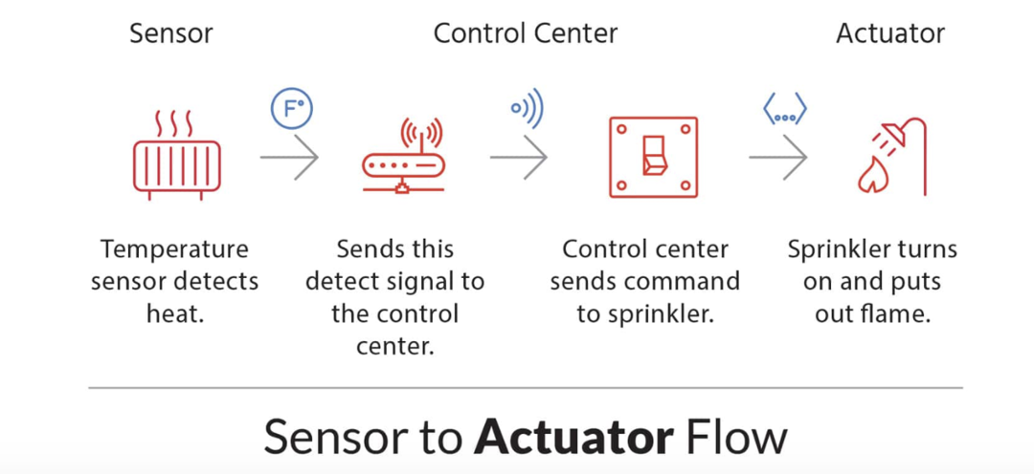 Sensor
Control Center
Actuator
F°
Temperature
sensor detects
heat.
Sends this
detect signal to
the control
center.
Control center
sends command
to sprinkler.
Sprinkler turns
on and puts
out flame.
Sensor to Actuator Flow